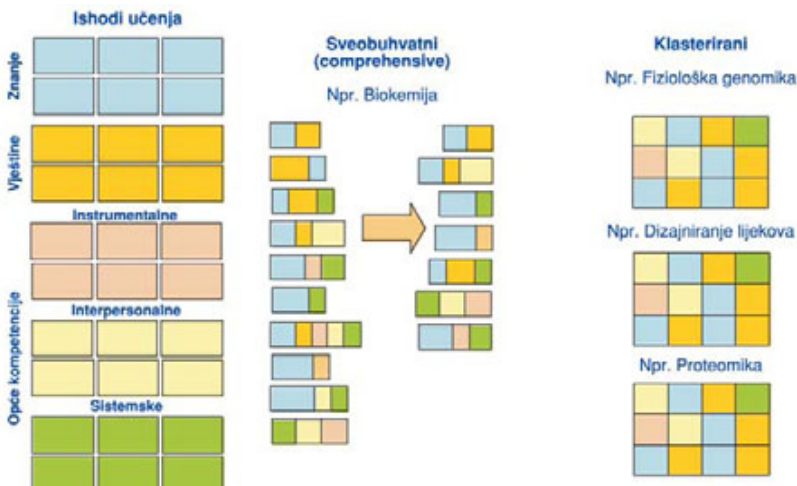 Ishodi učenja
Znanje
Vještine
Opće kompetencije
Instrumentalne
Interpersonalne
Sistemske
Sveobuhvatni
(comprehensive)
Npr. Biokemija
Klasterirani
Npr. Fiziološka genomika
Npr. Dizajniranje lijekova
Npr. Proteomika